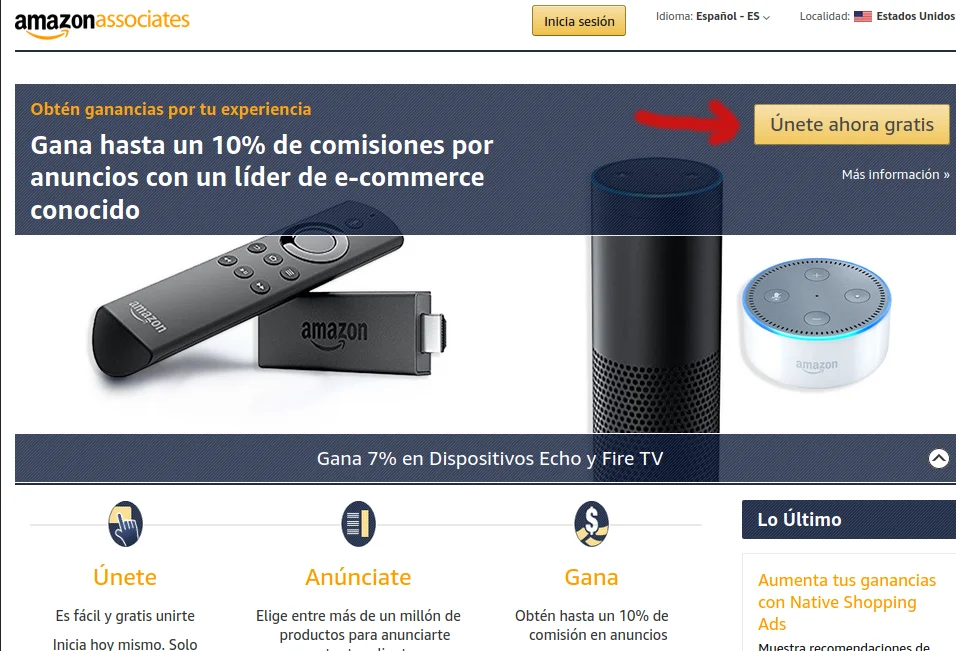 amazonassociates
Inicia sesión
Idioma: Español - ES
Localidad: Estados Unidos
Obtén ganancias por tu experiencia
Gana hasta un 10% de comisiones por
anuncios con un líder de e-commerce
conocido
Únete ahora gratis
Más información »
amazon
amazon
amazon
Gana 7% en Dispositivos Echo y Fire TV
Únete
Es fácil y gratis unirte
Inicia hoy mismo. Solo
Anúnciate
Elige entre más de un millón de
productos para anunciarte
Gana
Obtén hasta un 10% de
comisión en anuncios
Lo Último
Aumenta tus ganancias
con Native Shopping
Ads
Muestra recomendaciones de